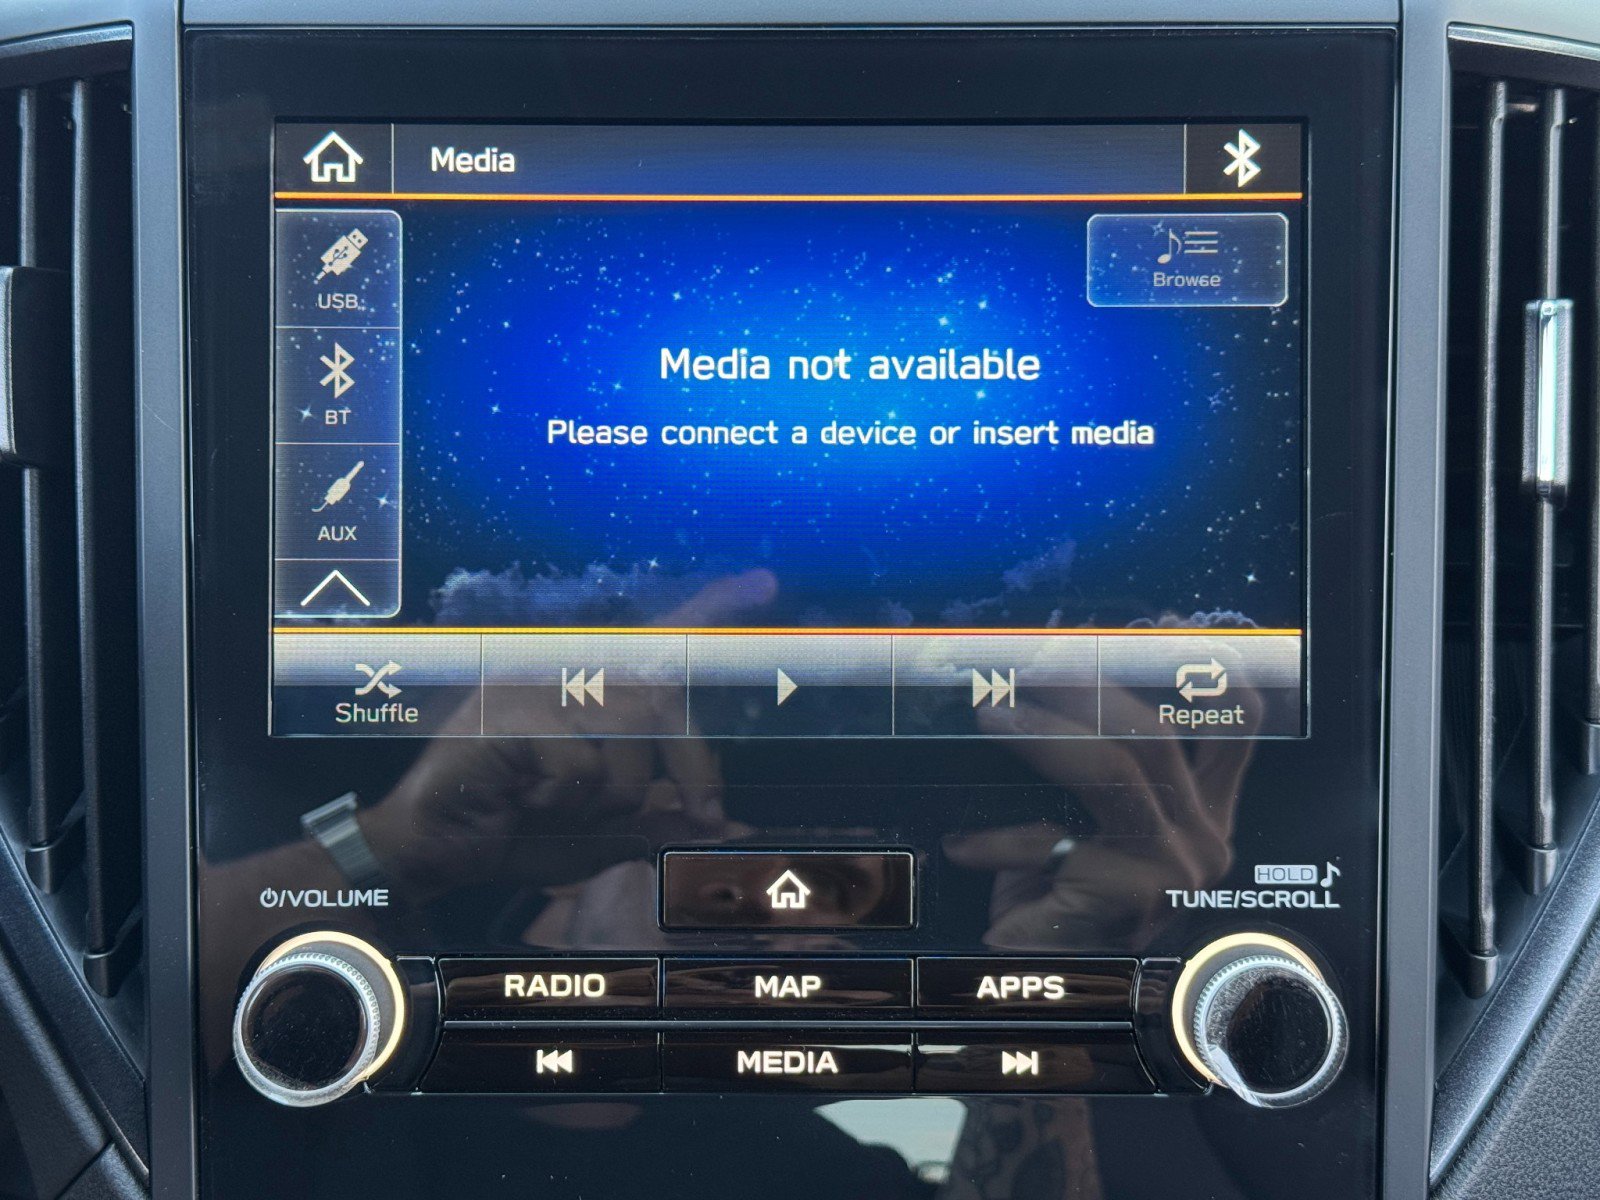 Media
USB
BT
AUX
Browse
Media not available
Please connect a device or insert media
Shuffle
Repeat
⏻/VOLUME
HOLD
TUNE/SCROLL
RADIO
MAP
APPS
MEDIA